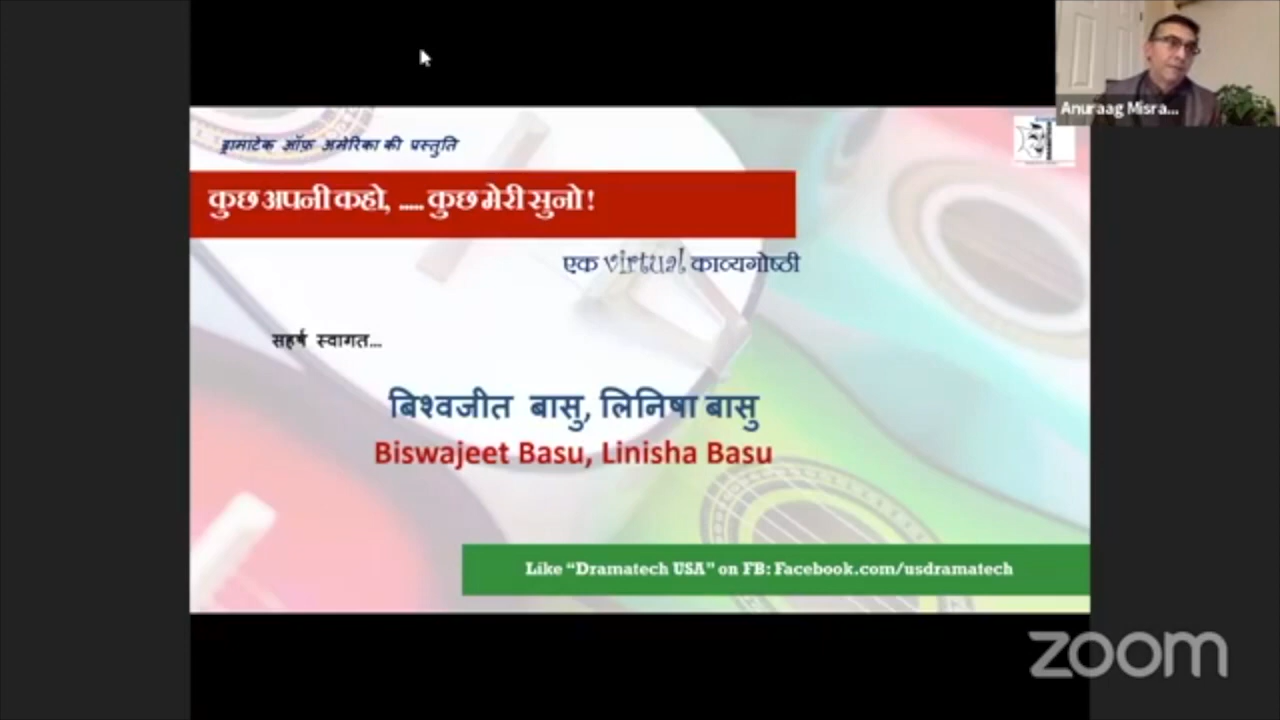 Anuraag Misra...
ड्रामाटेक ऑफ़ अमेरिका की प्रस्तुति
कुछ अपनी कहो, ..... कुछ मेरी सुनो !
एक virtual काव्यगोष्ठी
सहर्ष स्वागत...
बिश्वजीत बासु, लिनिषा बासु
Biswajeet Basu, Linisha Basu
Like “Dramatech USA” on FB: Facebook.com/usdramatech
zoom